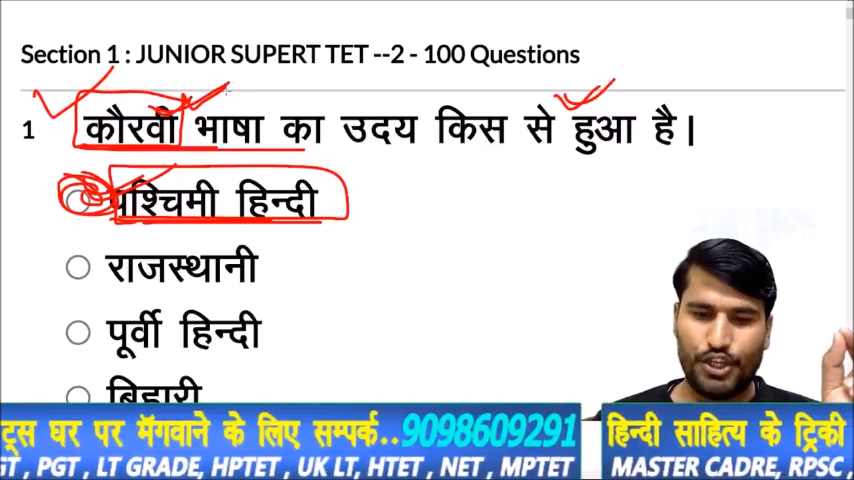 Section 1 : JUNIOR SUPERT TET --2 - 100 Questions
1 कौरवी भाषा का उदय किस से हुआ है।
पश्चिमी हिन्दी
राजस्थानी
पूर्वी हिन्दी
बिहारी
घर पर मॅगवाने के लिए सम्पर्क..9098609291 हिन्दी साहित्य के ट्रिकी
, PGT , LT GRADE, HPTET , UK LT, HTET , NET , MPTET MASTER CADRE, RPSC,